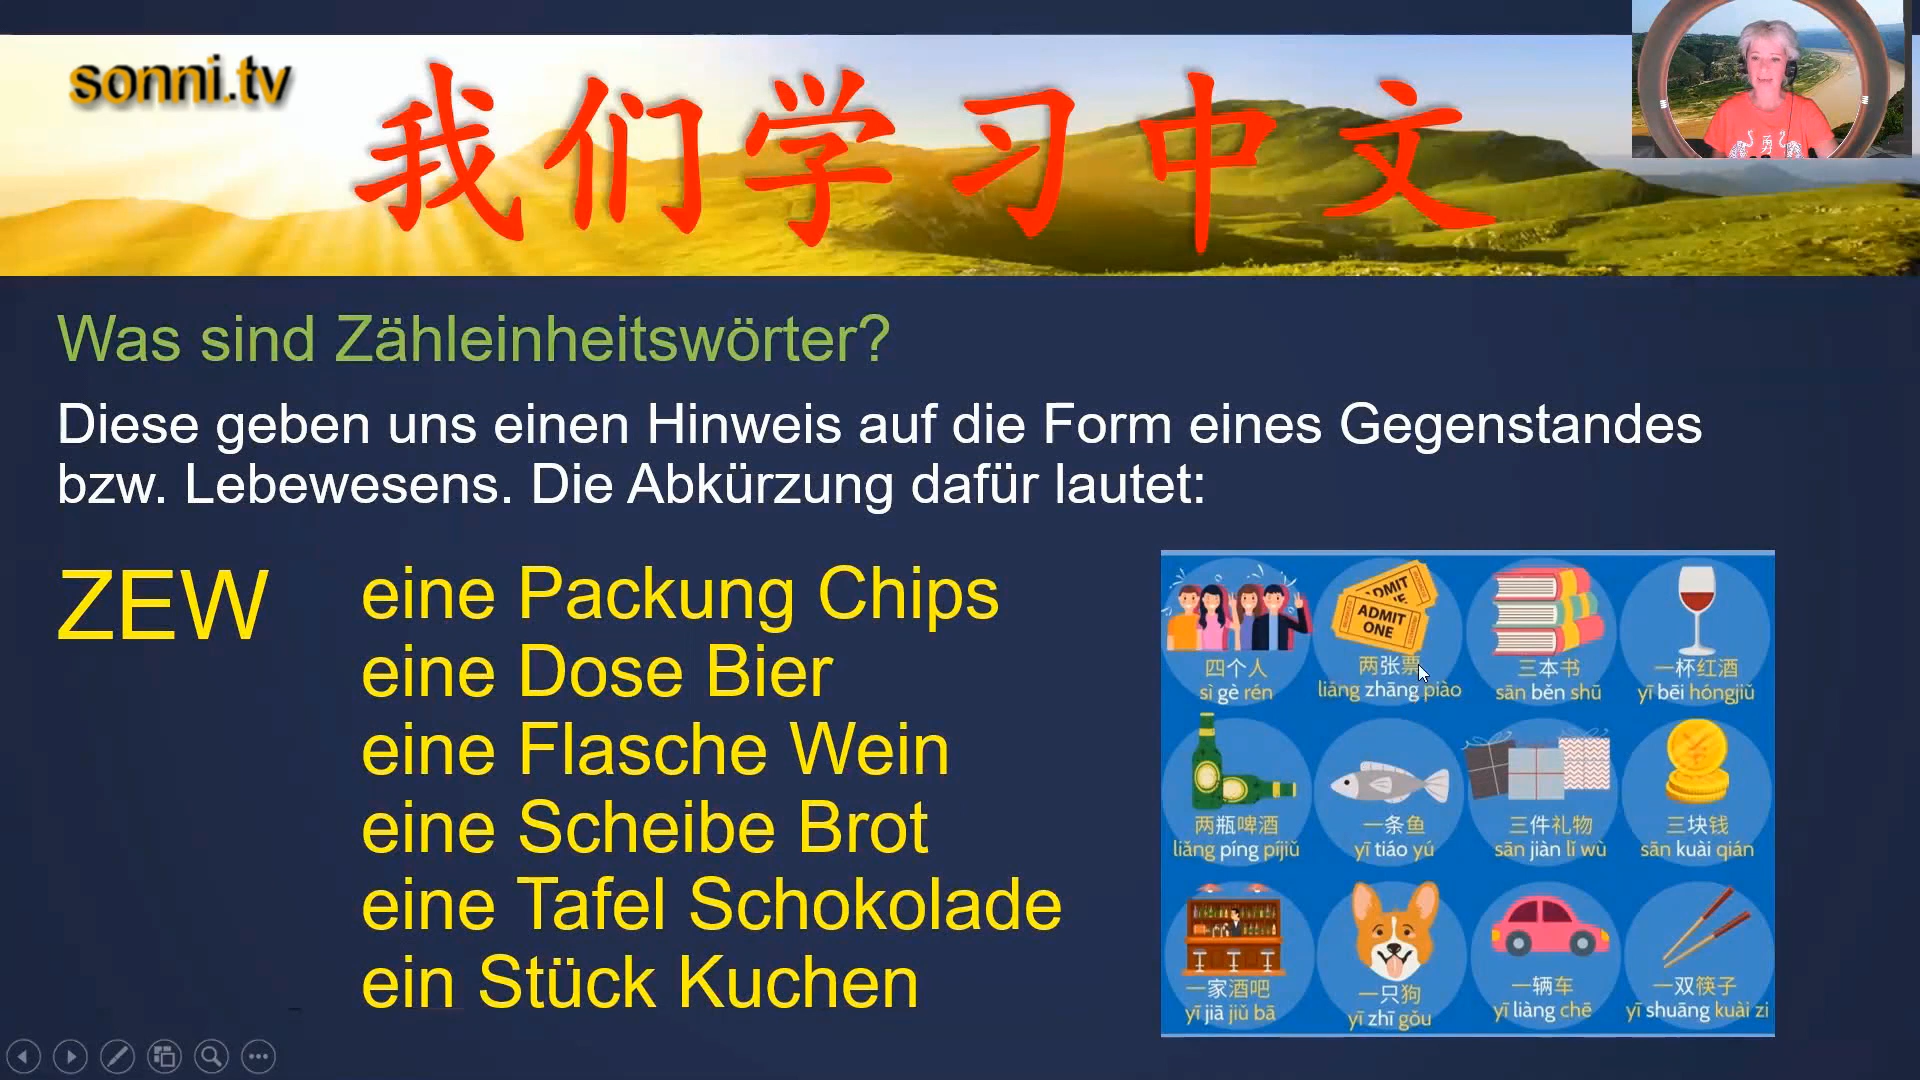 sonni.tv
我们学习中文
勇
Was sind Zähleinheitswörter?
Diese geben uns einen Hinweis auf die Form eines Gegenstandes
bzw. Lebewesens. Die Abkürzung dafür lautet:
ZEW
eine Packung Chips
eine Dose Bier
eine Flasche Wein
eine Scheibe Brot
eine Tafel Schokolade
ein Stück Kuchen
ADMIT
ADMIT
ONE
四个人
sì gè rén
两张票
liǎng zhāng piào
三本书
sān běn shū
一杯红酒
yī bēi hóngjiǔ
两瓶啤酒
liǎng píng píjiǔ
一条鱼
yī tiáo yú
三件礼物
sān jiàn lǐ wù
三块钱
sān kuài qián
一家酒吧
yī jiā jiǔ bā
一只狗
yī zhī gǒu
一辆车
yī liàng chē
一双筷子
yī shuāng kuài zi